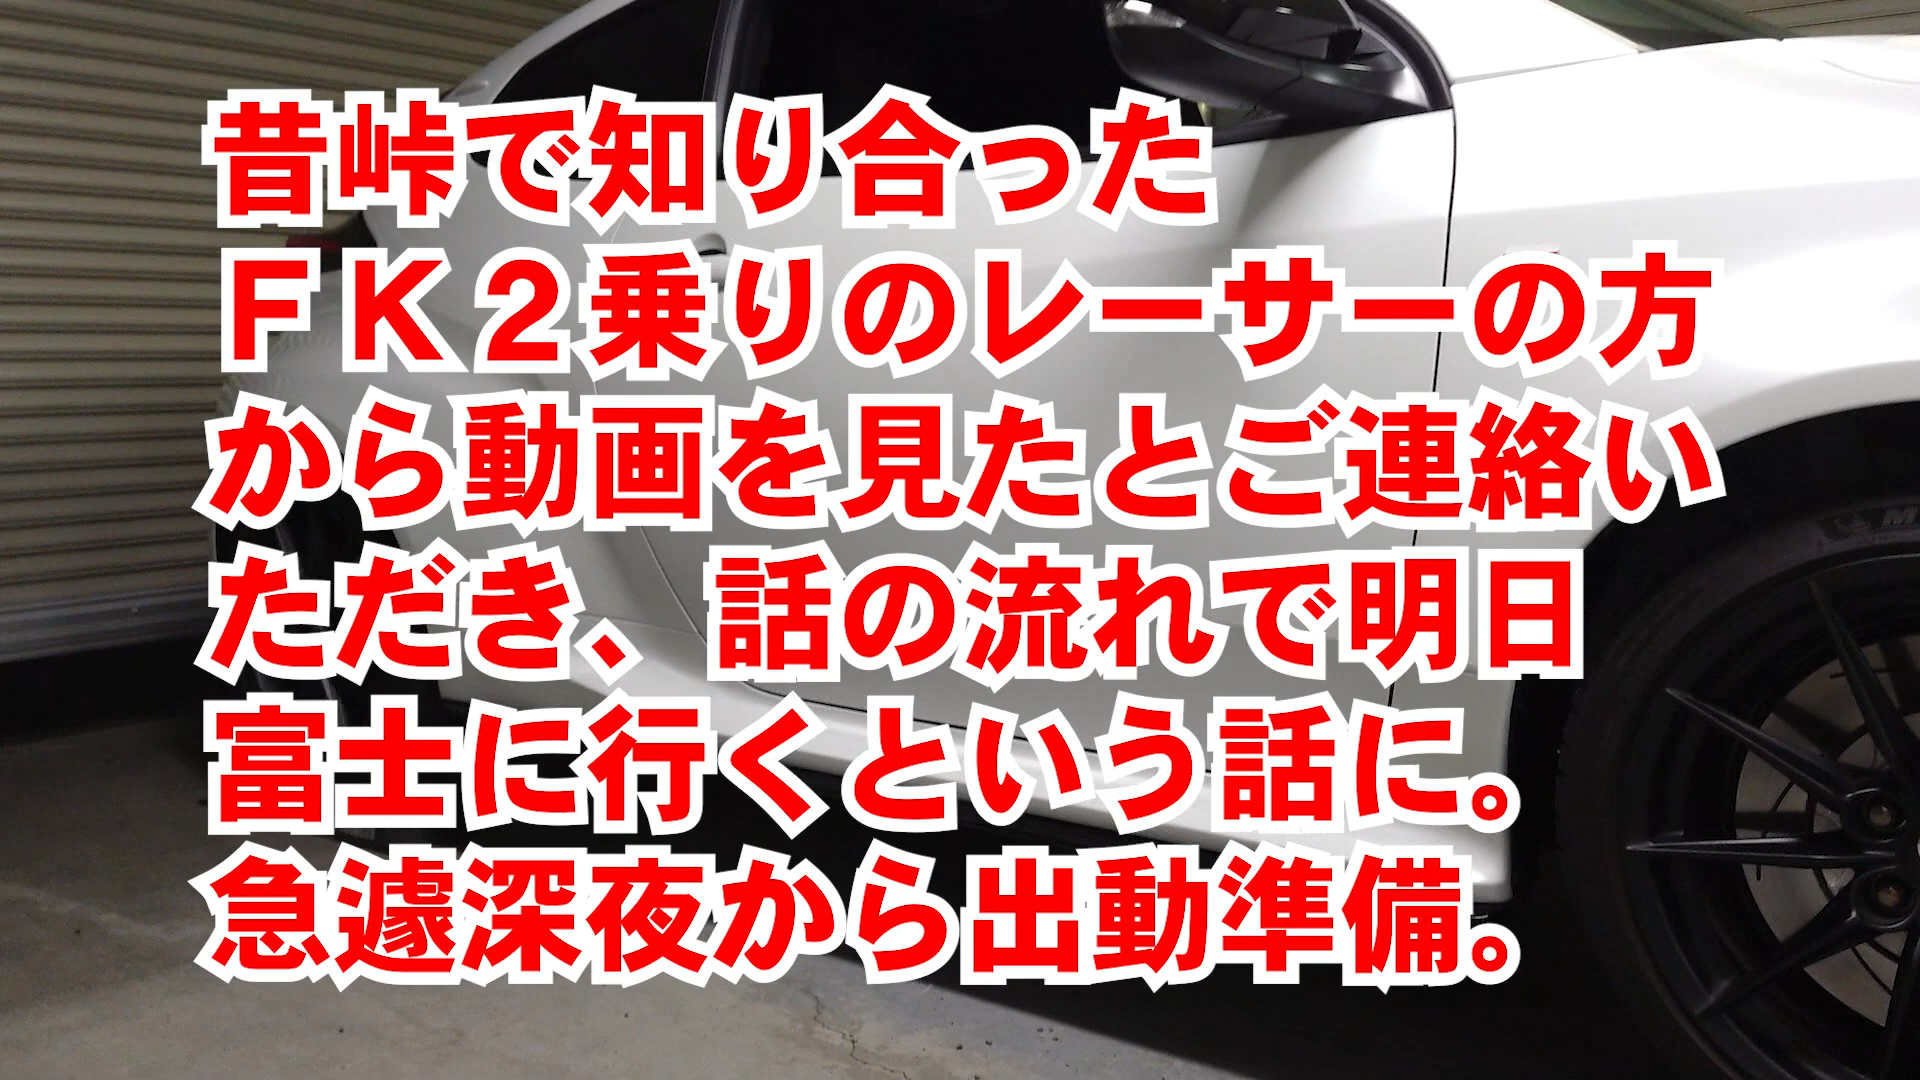 昔峠で知り合った
ＦＫ２乗りのレーサーの方
から動画を見たとご連絡い
ただき、話の流れで明日
富士に行くという話に。
急遽深夜から出動準備。